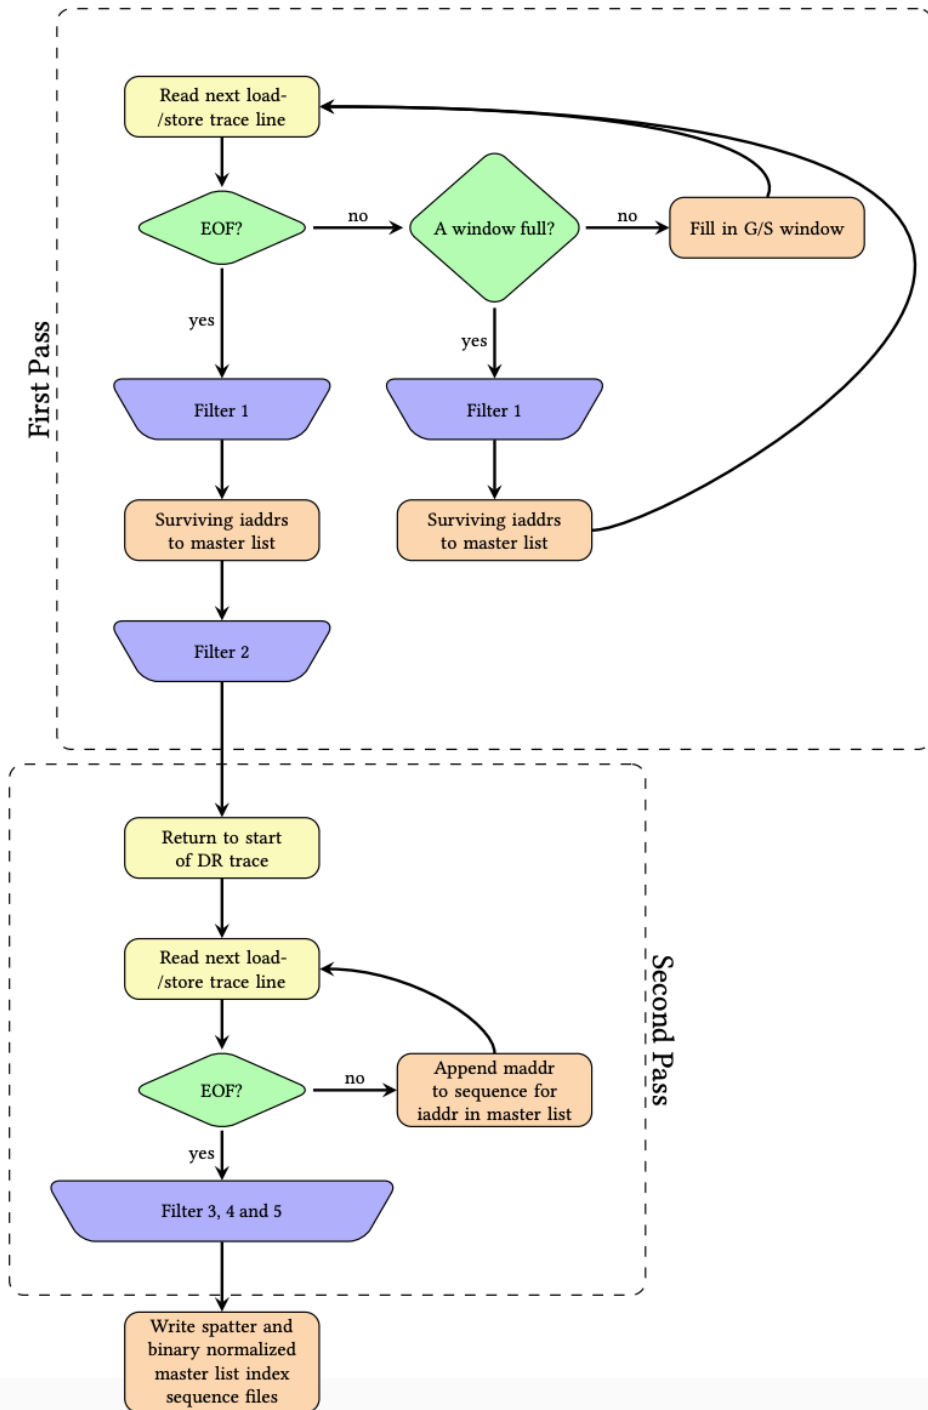 Read next load-
/store trace line
EOF?
no
A window full?
no
Fill in G/S window
yes
yes
First Pass
Filter 1
Filter 1
Surviving iaddrs
to master list
Surviving iaddrs
to master list
Filter 2
Return to start
of DR trace
Read next load-
/store trace line
Second Pass
EOF?
no
Append maddr
to sequence for
iaddr in master list
yes
Filter 3, 4 and 5
Write spatter and
binary normalized
master list index
sequence files